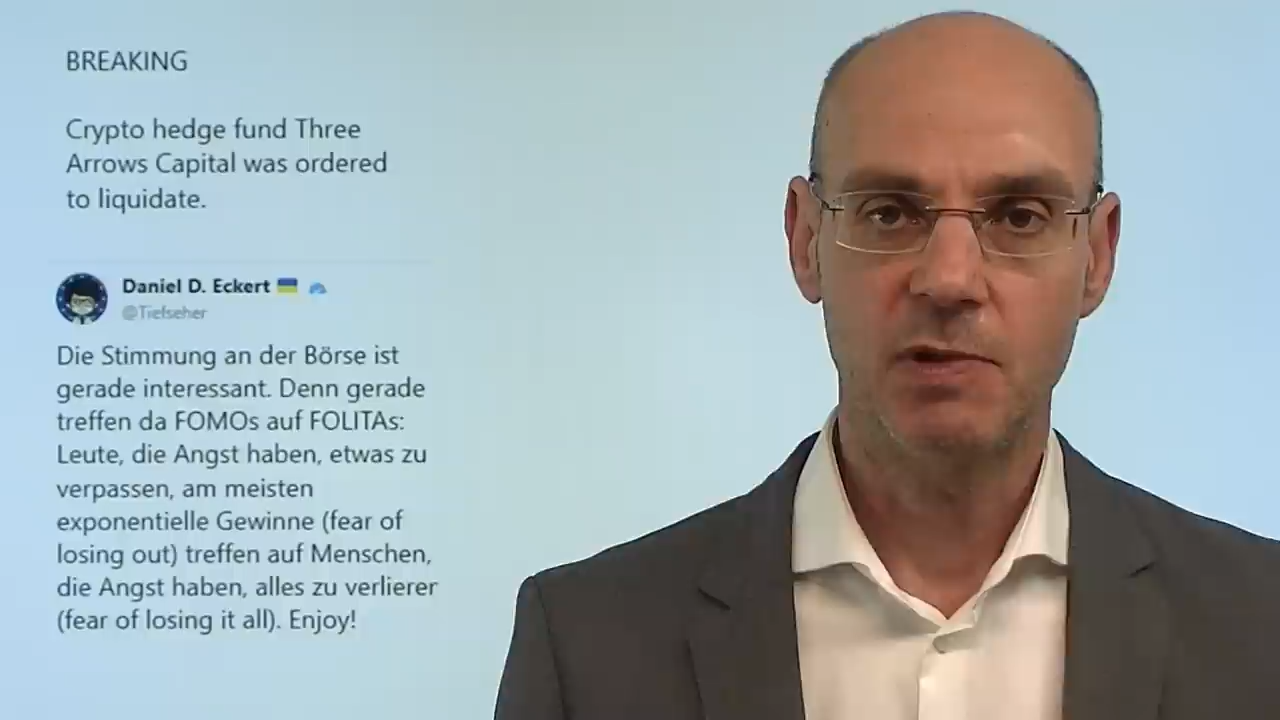 BREAKING
Crypto hedge fund Three
Arrows Capital was ordered
to liquidate.
Daniel D. Eckert
@Tiefseher
Die Stimmung an der Börse ist
gerade interessant. Denn gerade
treffen da FOMOs auf FOLITAs:
Leute, die Angst haben, etwas zu
verpassen, am meisten
exponentielle Gewinne (fear of
losing out) treffen auf Menschen,
die Angst haben, alles zu verlierer
(fear of losing it all). Enjoy!